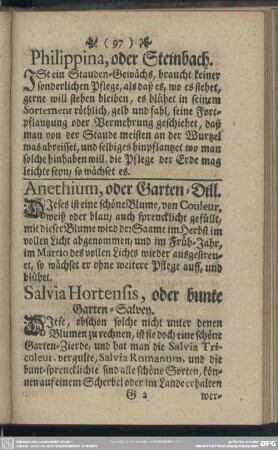 ( 97 )
Philippina, oder Steinbach.
ISt ein Stauden-Gewächs, braucht keiner
sonderlichen Pflege, als daß es, wo es stehet,
gerne will stehen bleiben, es blühet in seinem
Sortement röthlich, gelb und fahl, seine Fort-
pflantzung oder Vermehrung geschiehet, daß
man von der Staude meisten an der Wurtzel
was abreisset, und selbiges hinpflantzet wo man
solche hinhaben will. die Pflege der Erde mag
leichte seyn, so wächset es.
Anethium, oder Garten-Dill.
DIeses ist eine schöne Blume, von Couleur,
weiß oder blau, auch sprencklicht gefüllt,
mit dieser Blume wird der Saame im Herbst im
vollen Licht abgenommen, und im Früh-Jahr,
im Martio des vollen Lichts wieder ausgestreu-
et, so wächset er ohne weitere Pflege auff, und
blühet.
Salvia Hortensis, oder bunte
Garten-Salvey.
DIese, obschon solche nicht unter denen
Blumen zu rechnen, ist sie doch eine schöne
Garten-Zierde, und hat man die Salvia Tri-
coleur. vergulte, Salvia Romanum, und die
bunt-sprencklichte sind alle schöne Sorten, kön-
nen auf einem Scherbel oder im Lande erhalten
G 2
wer-